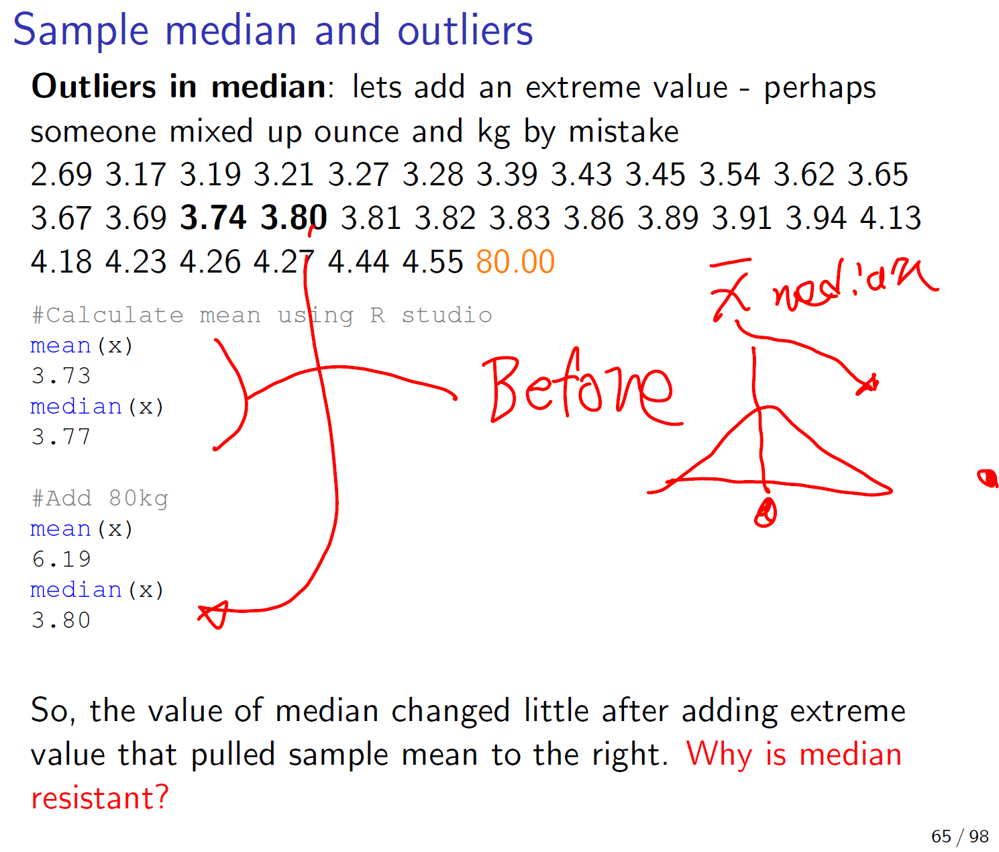 Sample median and outliers
Outliers in median: lets add an extreme value - perhaps
someone mixed up ounce and kg by mistake
2.69 3.17 3.19 3.21 3.27 3.28 3.39 3.43 3.45 3.54 3.62 3.65
3.67 3.69 3.74 3.80 3.81 3.82 3.83 3.86 3.89 3.91 3.94 4.13
4.18 4.23 4.26 4.27 4.44 4.55 80.00
x̄ median
#Calculate mean using R studio
mean(x)
3.73
median(x)
3.77
Before
#Add 80kg
mean(x)
6.19
median(x)
3.80
So, the value of median changed little after adding extreme
value that pulled sample mean to the right. Why is median
resistant?
65 / 98